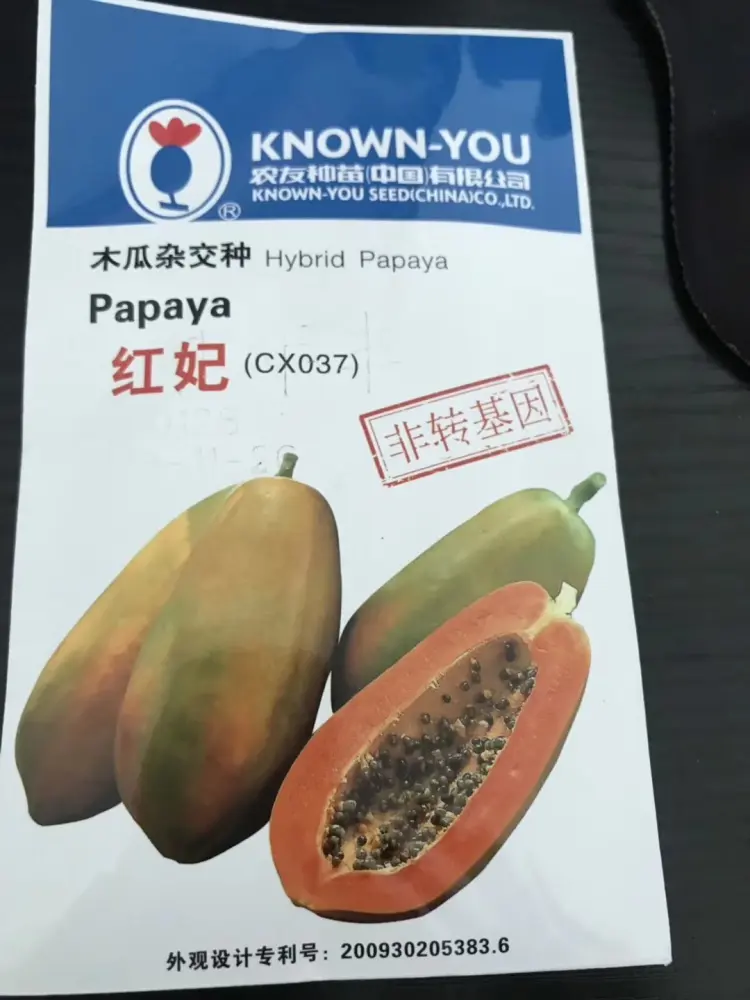 KNOWN-YOU
农友种苗(中国)有限公司
KNOWN-YOU SEED(CHINA)CO.,LTD.
®
木瓜杂交种 Hybrid Papaya
Papaya
红妃 (CX037)
非转基因
外观设计专利号：200930205383.6